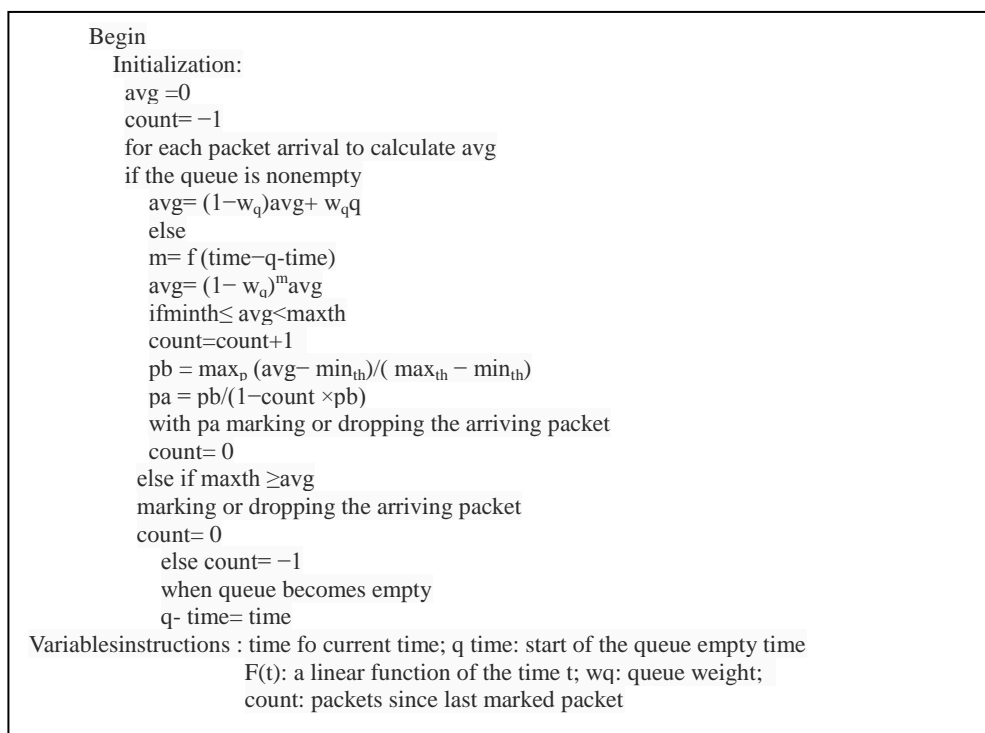 Begin
Initialization:
avg =0
count= −1
for each packet arrival to calculate avg
if the queue is nonempty
avg= (1−wq)avg+ wqq
else
m= f (time−q-time)
avg= (1− wq)mavg
ifminth≤ avg<maxth
count=count+1
pb = maxp (avg− minth)/( maxth − minth)
pa = pb/(1−count ×pb)
with pa marking or dropping the arriving packet
count= 0
else if maxth ≥avg
marking or dropping the arriving packet
count= 0
else count= −1
when queue becomes empty
q- time= time
Variablesinstructions : time fo current time; q time: start of the queue empty time
F(t): a linear function of the time t; wq: queue weight;
count: packets since last marked packet